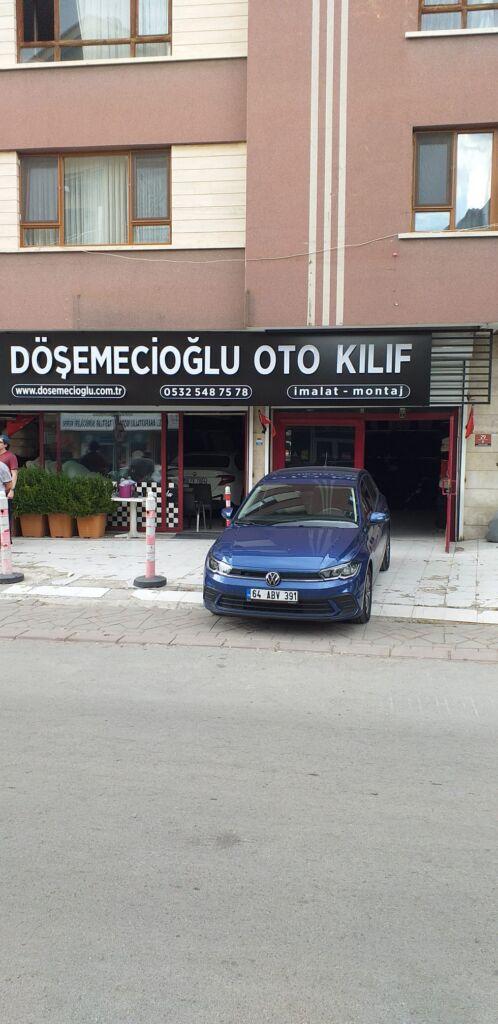 DÖŞEMECİOĞLU OTO KILIF
www.dosemecioglu.com.tr
0532 548 75 78
imalat - montaj
64 ABV 391